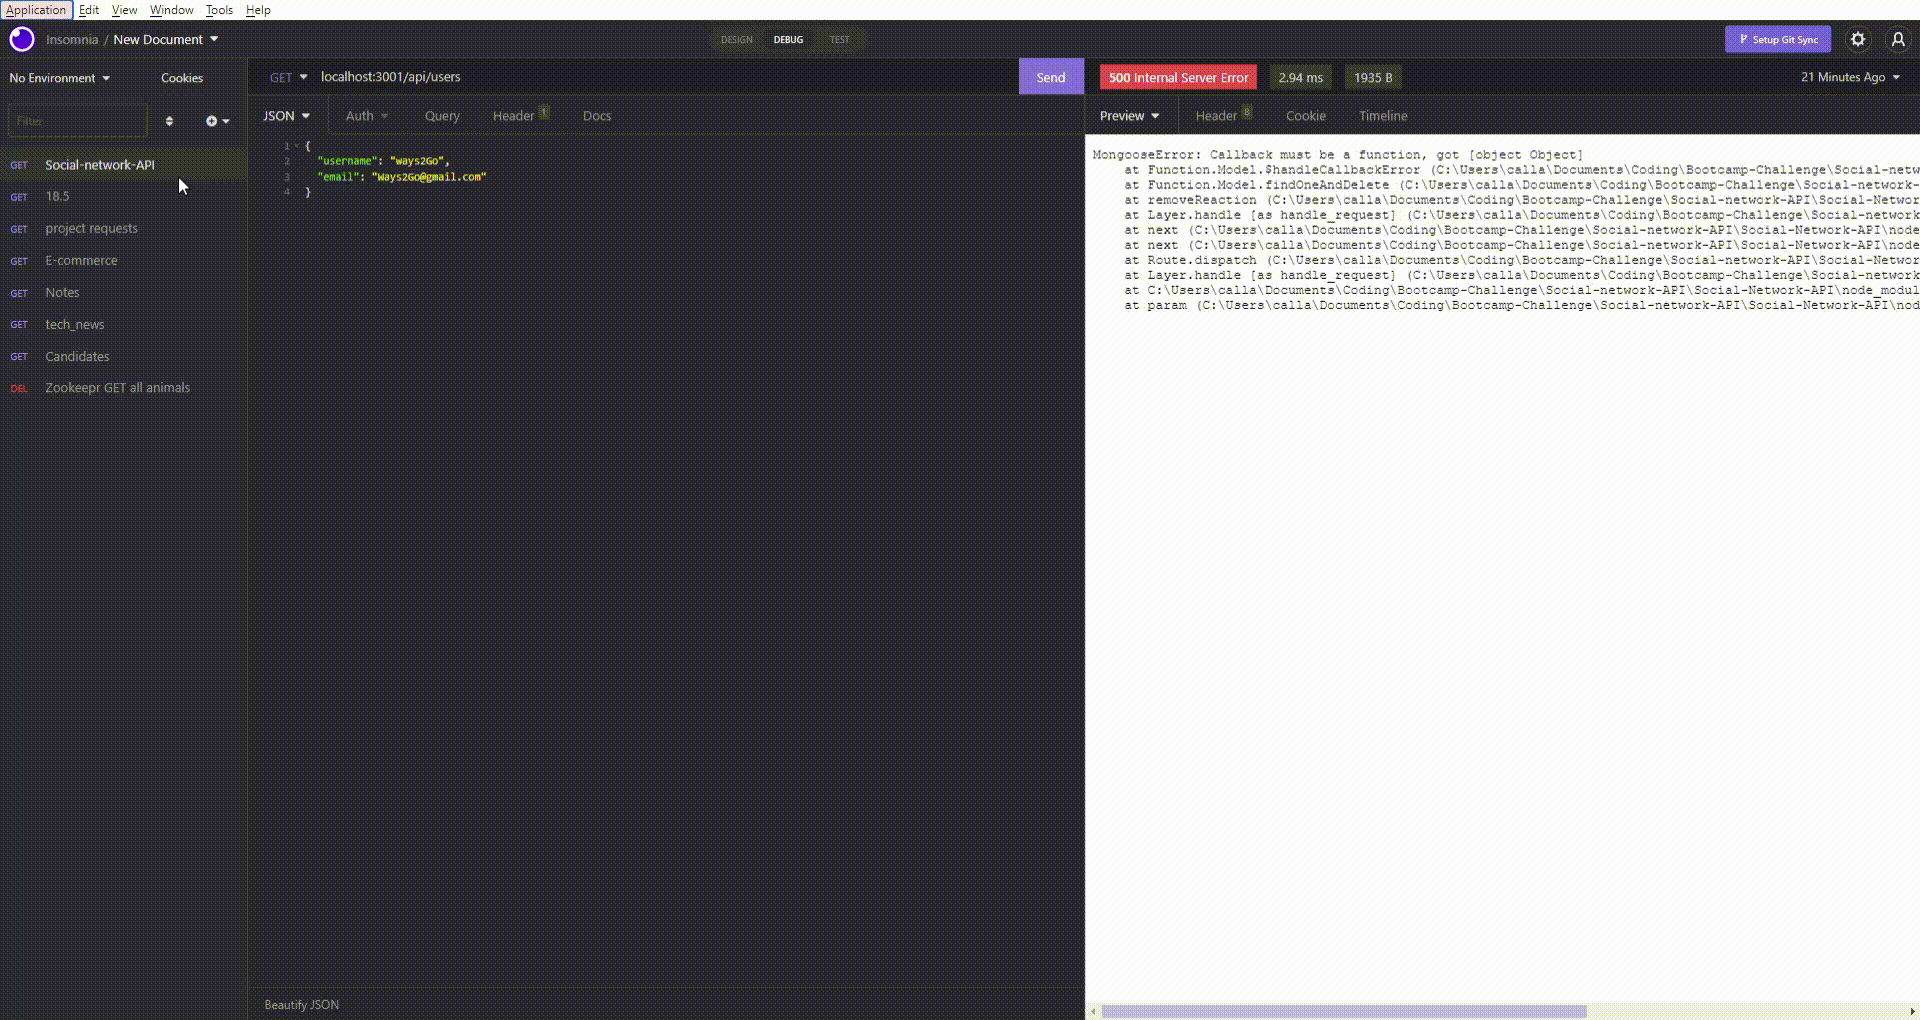 Application Edit View Window Tools Help
Insomnia / New Document
DESIGN DEBUG TEST
Setup Git Sync
No Environment Cookies
Filter
GET Social-network-API
GET 18.5
GET project requests
GET E-commerce
GET Notes
GET tech_news
GET Candidates
DEL Zookeepr GET all animals
GET localhost:3001/api/users Send
JSON Auth Query Header 1 Docs
1 {
2 "username": "ways2Go",
3 "email": "Ways2Go@gmail.com"
4 }
Beautify JSON
500 Internal Server Error 2.94 ms 1935 B 21 Minutes Ago
Preview Header 8 Cookie Timeline
MongooseError: Callback must be a function, got [object Object]
at Function.Model.$handleCallbackError (C:\Users\calla\Documents\Coding\Bootcamp-Challenge\Social-netw
at Function.Model.findOneAndDelete (C:\Users\calla\Documents\Coding\Bootcamp-Challenge\Social-network-
at removeReaction (C:\Users\calla\Documents\Coding\Bootcamp-Challenge\Social-network-API\Social-Networ
at Layer.handle [as handle_request] (C:\Users\calla\Documents\Coding\Bootcamp-Challenge\Social-network
at next (C:\Users\calla\Documents\Coding\Bootcamp-Challenge\Social-network-API\Social-Network-API\node
at next (C:\Users\calla\Documents\Coding\Bootcamp-Challenge\Social-network-API\Social-Network-API\node
at Route.dispatch (C:\Users\calla\Documents\Coding\Bootcamp-Challenge\Social-network-API\Social-Networ
at Layer.handle [as handle_request] (C:\Users\calla\Documents\Coding\Bootcamp-Challenge\Social-network
at C:\Users\calla\Documents\Coding\Bootcamp-Challenge\Social-network-API\Social-Network-API\node_modul
at param (C:\Users\calla\Documents\Coding\Bootcamp-Challenge\Social-network-API\Social-Network-API\nod